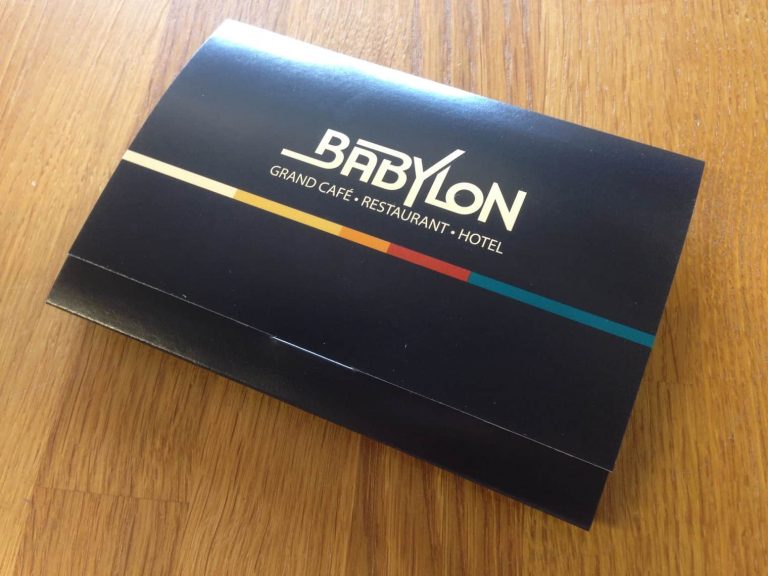 BABYLON
GRAND CAFÉ • RESTAURANT • HOTEL